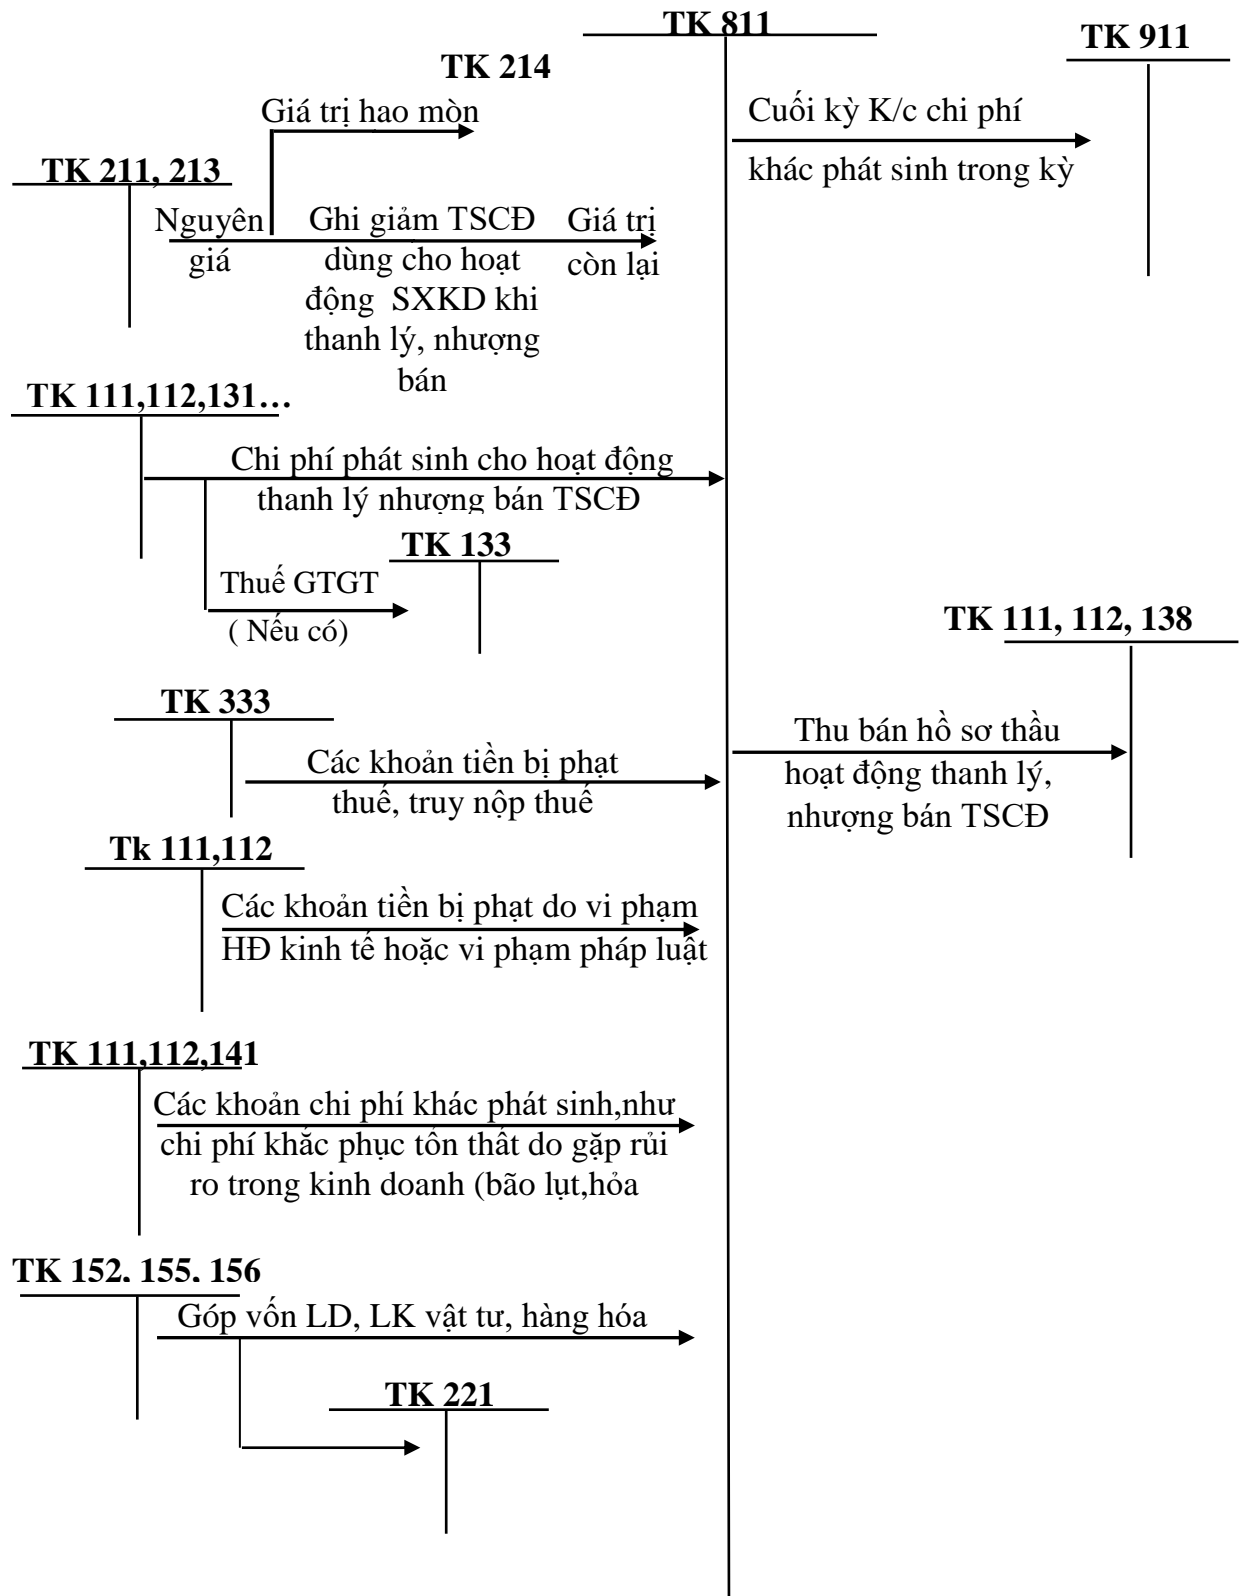 TK 811
TK 911
TK 214
Giá trị hao mòn
Cuối kỳ K/c chi phí
khác phát sinh trong kỳ
TK 211, 213
Nguyên
giá
Ghi giảm TSCĐ
dùng cho hoạt
động SXKD khi
thanh lý, nhượng
bán
Giá trị
còn lại
TK 111,112,131…
Chi phí phát sinh cho hoạt động
thanh lý nhượng bán TSCĐ
TK 133
Thuế GTGT
( Nếu có)
TK 111, 112, 138
TK 333
Các khoản tiền bị phạt
thuế, truy nộp thuế
Thu bán hồ sơ thầu
hoạt động thanh lý,
nhượng bán TSCĐ
Tk 111,112
Các khoản tiền bị phạt do vi phạm
HĐ kinh tế hoặc vi phạm pháp luật
TK 111,112,141
Các khoản chi phí khác phát sinh,như
chi phí khắc phục tổn thất do gặp rủi
ro trong kinh doanh (bão lụt,hỏa
TK 152, 155, 156
Góp vốn LD, LK vật tư, hàng hóa
TK 221